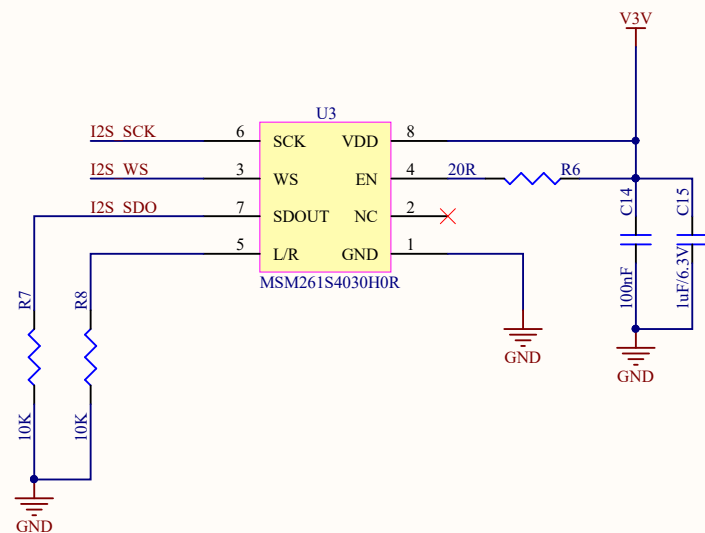 V3V
U3
I2S_SCK 6 SCK VDD 8
I2S_WS 3 WS EN 4 20R R6
I2S_SDO 7 SDOUT NC 2
5 L/R GND 1
MSM261S4030H0R
C14
100nF
C15
1uF/6.3V
R7
10K
R8
10K
GND
GND
GND